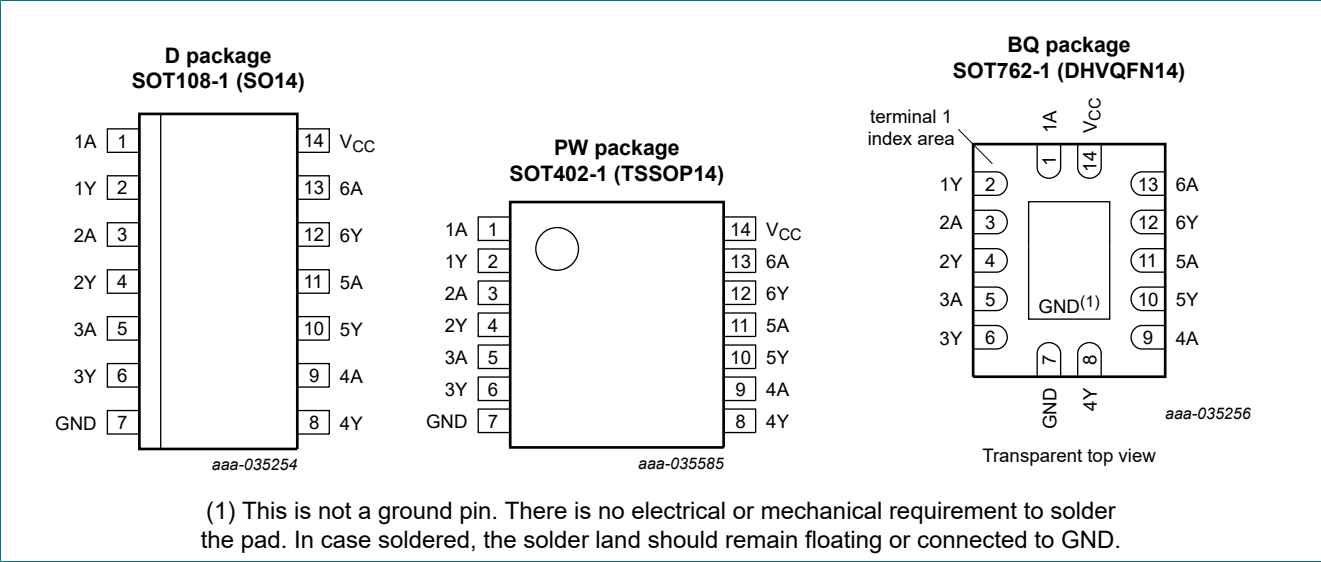 D package
SOT108-1 (SO14)
1A 1 14 VCC
1Y 2 13 6A
2A 3 12 6Y
2Y 4 11 5A
3A 5 10 5Y
3Y 6 9 4A
GND 7 8 4Y
aaa-035254
PW package
SOT402-1 (TSSOP14)
1A 1 14 VCC
1Y 2 13 6A
2A 3 12 6Y
2Y 4 11 5A
3A 5 10 5Y
3Y 6 9 4A
GND 7 8 4Y
aaa-035585
BQ package
SOT762-1 (DHVQFN14)
terminal 1
index area
1A VCC
1 14
1Y 2 13 6A
2A 3 12 6Y
2Y 4 11 5A
3A 5 10 5Y
GND(1)
3Y 6 9 4A
7 8
GND 4Y
aaa-035256
Transparent top view
(1) This is not a ground pin. There is no electrical or mechanical requirement to solder
the pad. In case soldered, the solder land should remain floating or connected to GND.